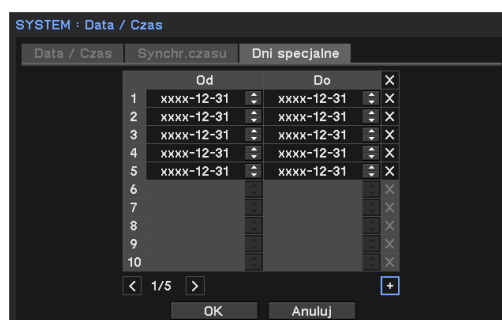 SYSTEM : Data / Czas
Data / Czas Synchr.czasu Dni specjalne
Od Do X
1 xxxx-12-31 xxxx-12-31 X
2 xxxx-12-31 xxxx-12-31 X
3 xxxx-12-31 xxxx-12-31 X
4 xxxx-12-31 xxxx-12-31 X
5 xxxx-12-31 xxxx-12-31 X
6 X
7 X
8 X
9 X
10 X
< 1/5 > +
OK Anuluj